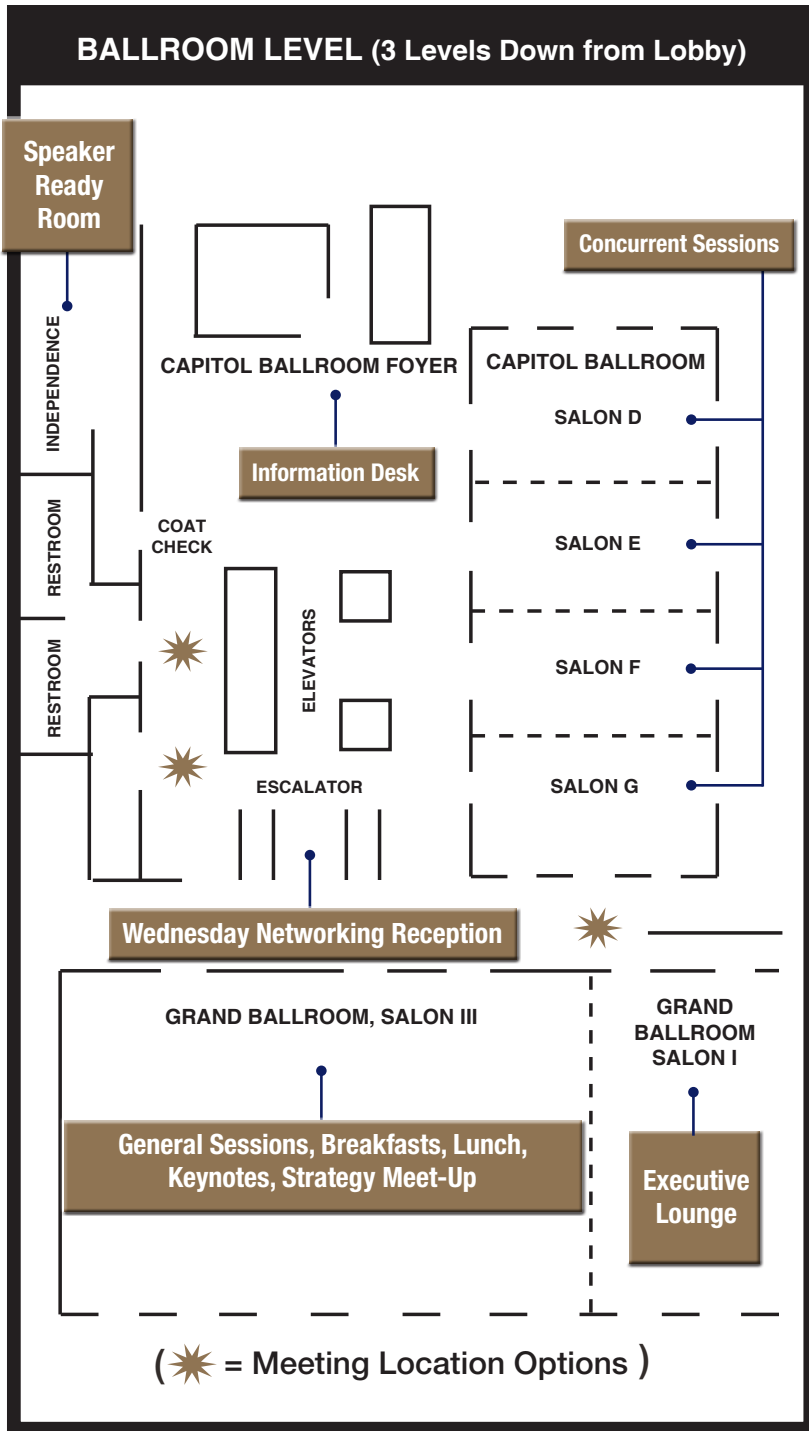 BALLROOM LEVEL (3 Levels Down from Lobby)
Speaker
Ready
Room
Concurrent Sessions
INDEPENDENCE
CAPITOL BALLROOM FOYER
CAPITOL BALLROOM
SALON D
Information Desk
RESTROOM
COAT
CHECK
SALON E
ELEVATORS
RESTROOM
SALON F
ESCALATOR
SALON G
Wednesday Networking Reception
GRAND BALLROOM, SALON III
GRAND
BALLROOM
SALON I
General Sessions, Breakfasts, Lunch,
Keynotes, Strategy Meet-Up
Executive
Lounge
( = Meeting Location Options )